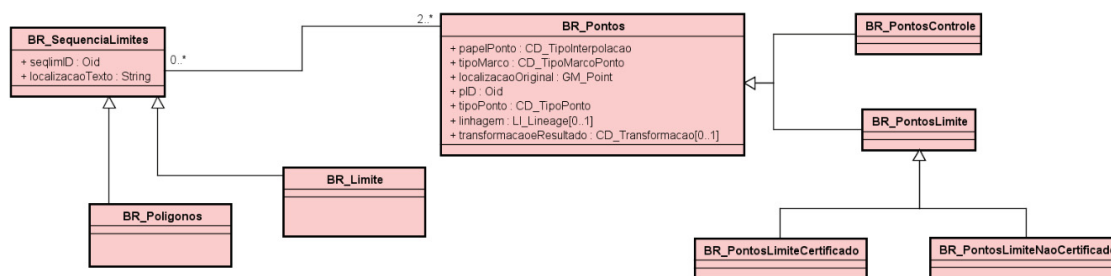 BR_SequenciaLimites
+ seqlimID : Oid
+ localizacaoTexto : String
0..*
2..*
BR_Pontos
+ papelPonto : CD_TipoInterpolacao
+ tipoMarco : CD_TipoMarcoPonto
+ localizacaoOriginal : GM_Point
+ pID : Oid
+ tipoPonto : CD_TipoPonto
+ linhagem : LI_Lineage[0..1]
+ transformacaoeResultado : CD_Transformacao[0..1]
BR_PontosControle
BR_PontosLimite
BR_Limite
BR_Poligonos
BR_PontosLimiteCertificado
BR_PontosLimiteNaoCertificado